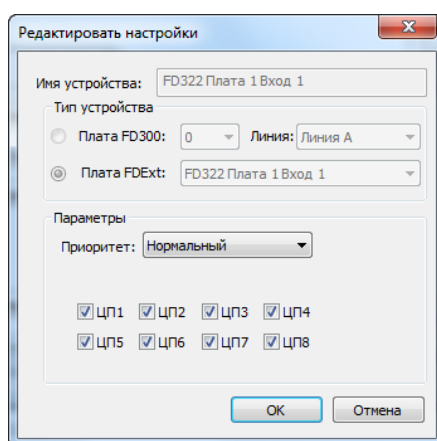 Редактировать настройки
Имя устройства: FD322 Плата 1 Вход 1
Тип устройства
Плата FD300: 0 Линия: Линия A
Плата FDExt: FD322 Плата 1 Вход 1
Параметры
Приоритет: Нормальный
ЦП1 ЦП2 ЦП3 ЦП4
ЦП5 ЦП6 ЦП7 ЦП8
OK Отмена